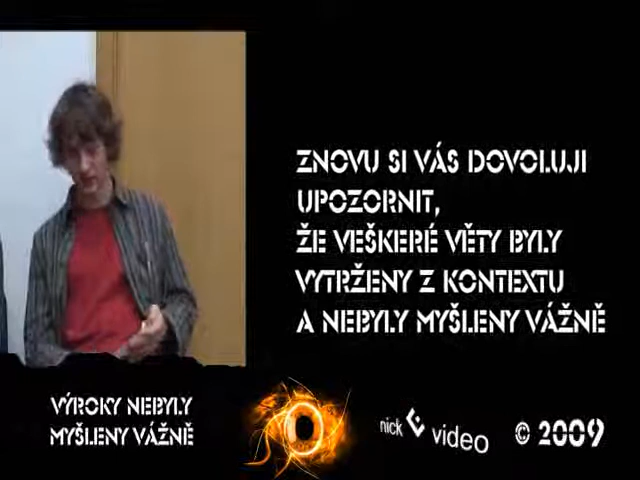 ZNOVU SI VÁS DOVOLUJI
UPOZORNIT,
ŽE VEŠKERÉ VĚTY BYLY
VYTRŽENY Z KONTEXTU
A NEBYLY MYŠLENY VÁŽNĚ
VÝROKY NEBYLY
MYŠLENY VÁŽNĚ
nick video
© 2009